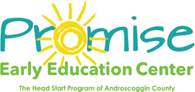 Promise
Early Education Center
The Head Start Program of Androscoggin County